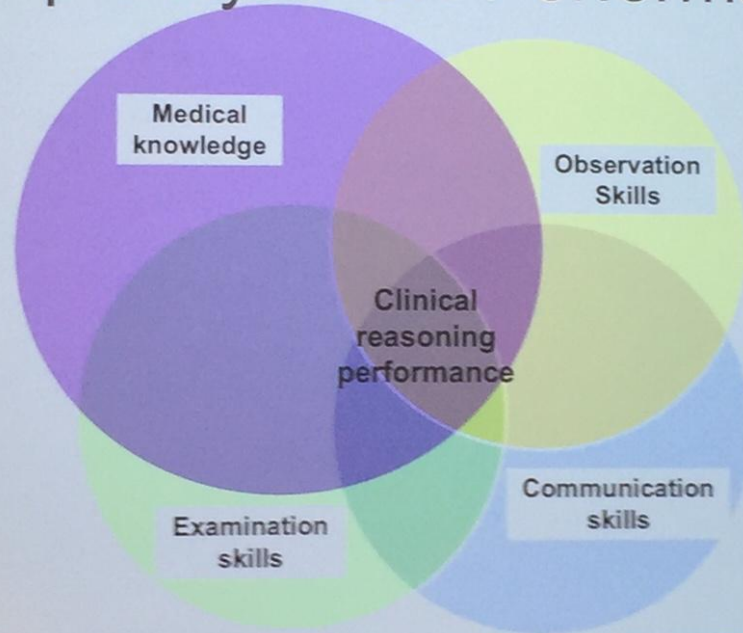 Medical
knowledge
Observation
Skills
Clinical
reasoning
performance
Communication
skills
Examination
skills